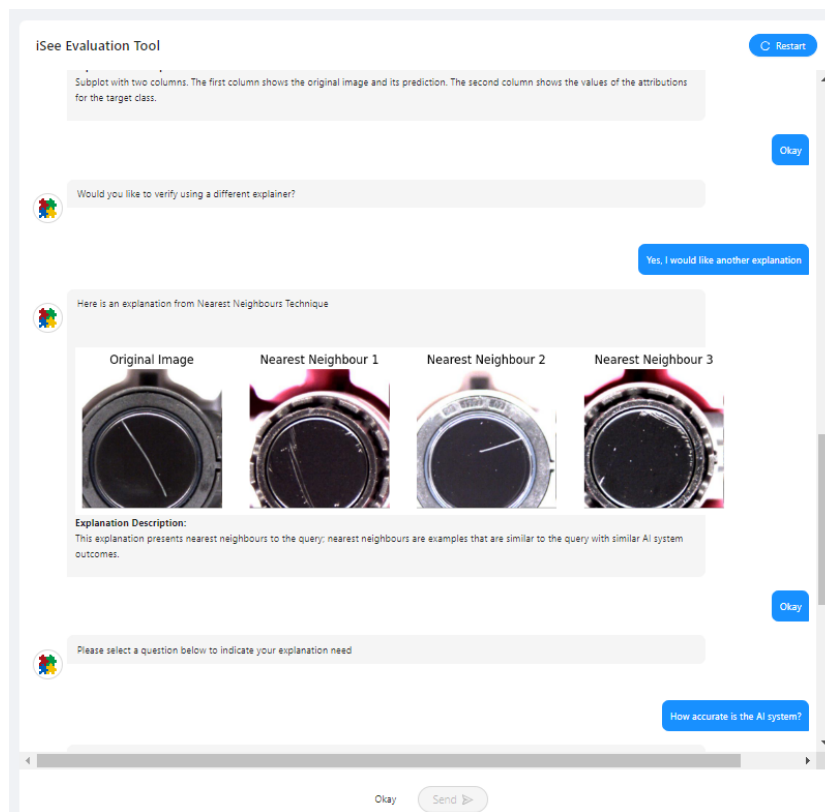 iSee Evaluation Tool
Restart
Subplot with two columns. The first column shows the original image and its prediction. The second column shows the values of the attributions
for the target class.
Okay
Would you like to verify using a different explainer?
Yes, I would like another explanation
Here is an explanation from Nearest Neighbours Technique
Original Image
Nearest Neighbour 1
Nearest Neighbour 2
Nearest Neighbour 3
Explanation Description:
This explanation presents nearest neighbours to the query; nearest neighbours are examples that are similar to the query with similar AI system
outcomes.
Okay
Please select a question below to indicate your explanation need
How accurate is the AI system?
Okay
Send